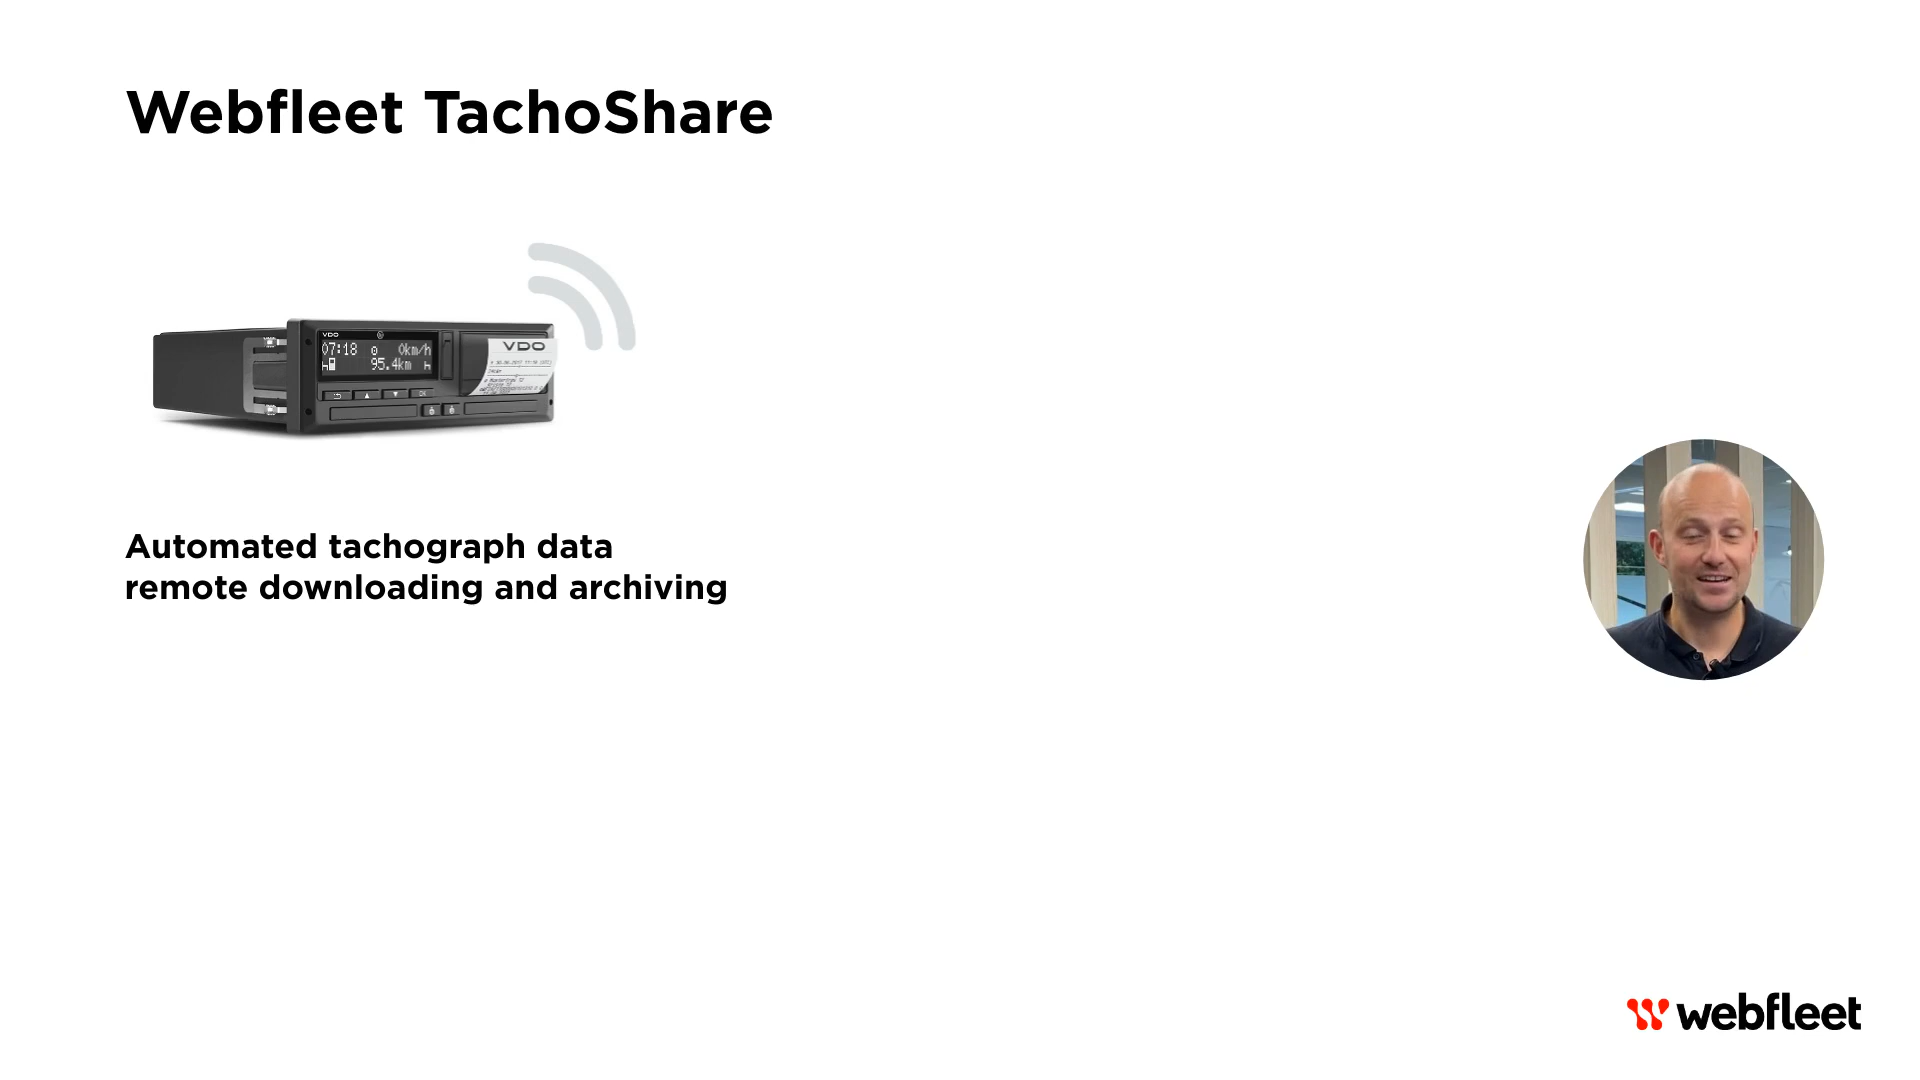 Webfleet TachoShare
VDO
07:18 0km/h
95.4km
VDO
Automated tachograph data
remote downloading and archiving
webfleet